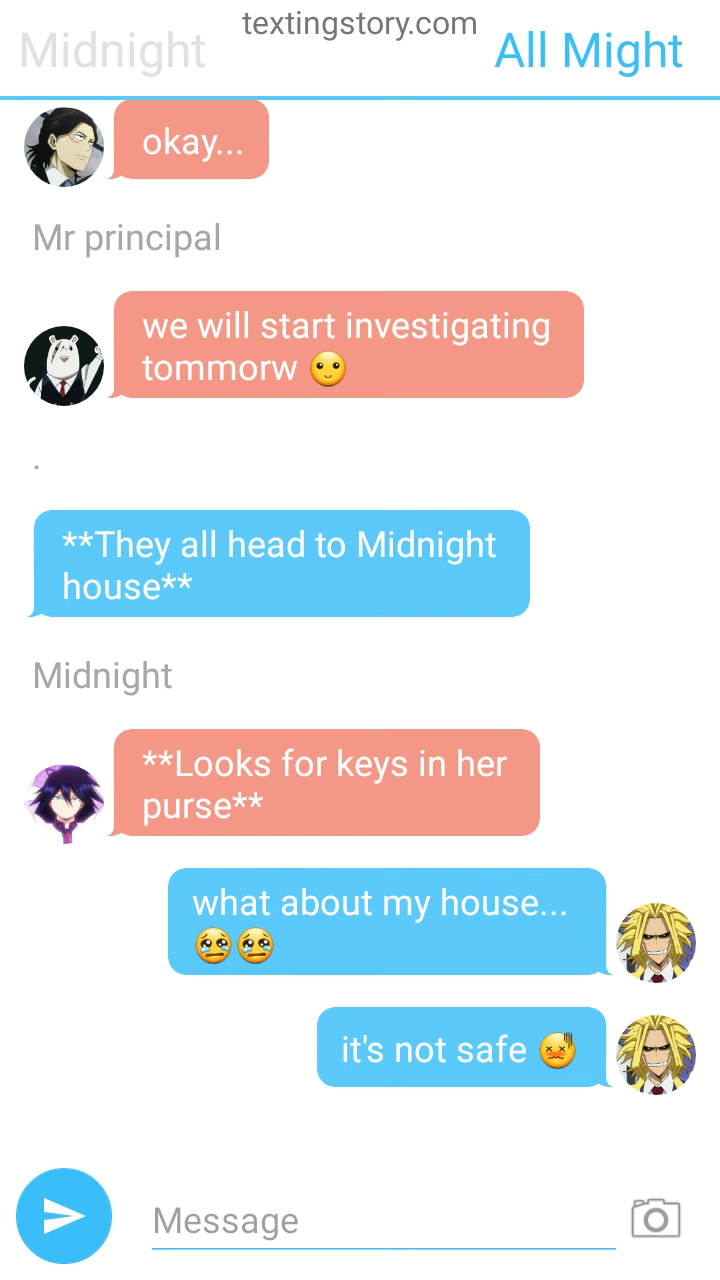 textingstory.com
Midnight
All Might
okay...
Mr principal
we will start investigating
tommorw 🙂
.
**They all head to Midnight
house**
Midnight
**Looks for keys in her
purse**
what about my house...
😢😢
it's not safe 😖
Message